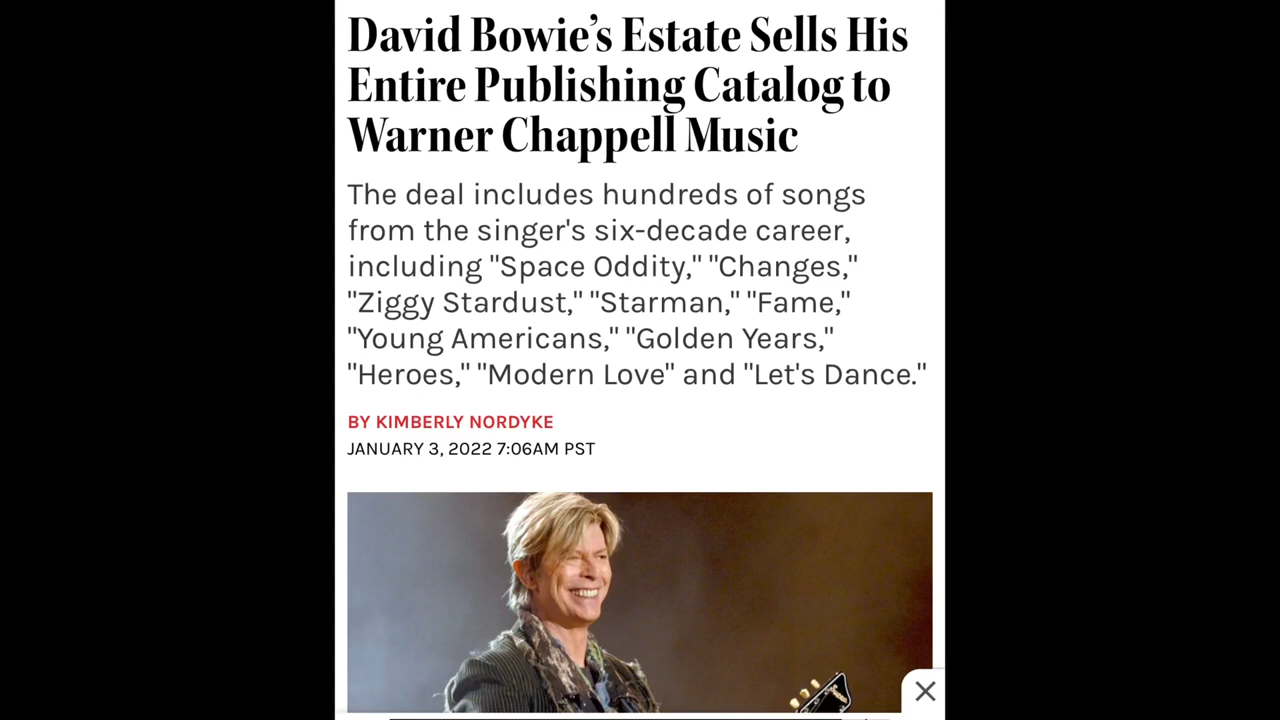 David Bowie’s Estate Sells His
Entire Publishing Catalog to
Warner Chappell Music
The deal includes hundreds of songs
from the singer's six-decade career,
including "Space Oddity," "Changes,"
"Ziggy Stardust," "Starman," "Fame,"
"Young Americans," "Golden Years,"
"Heroes," "Modern Love" and "Let's Dance."
BY KIMBERLY NORDYKE
JANUARY 3, 2022 7:06AM PST